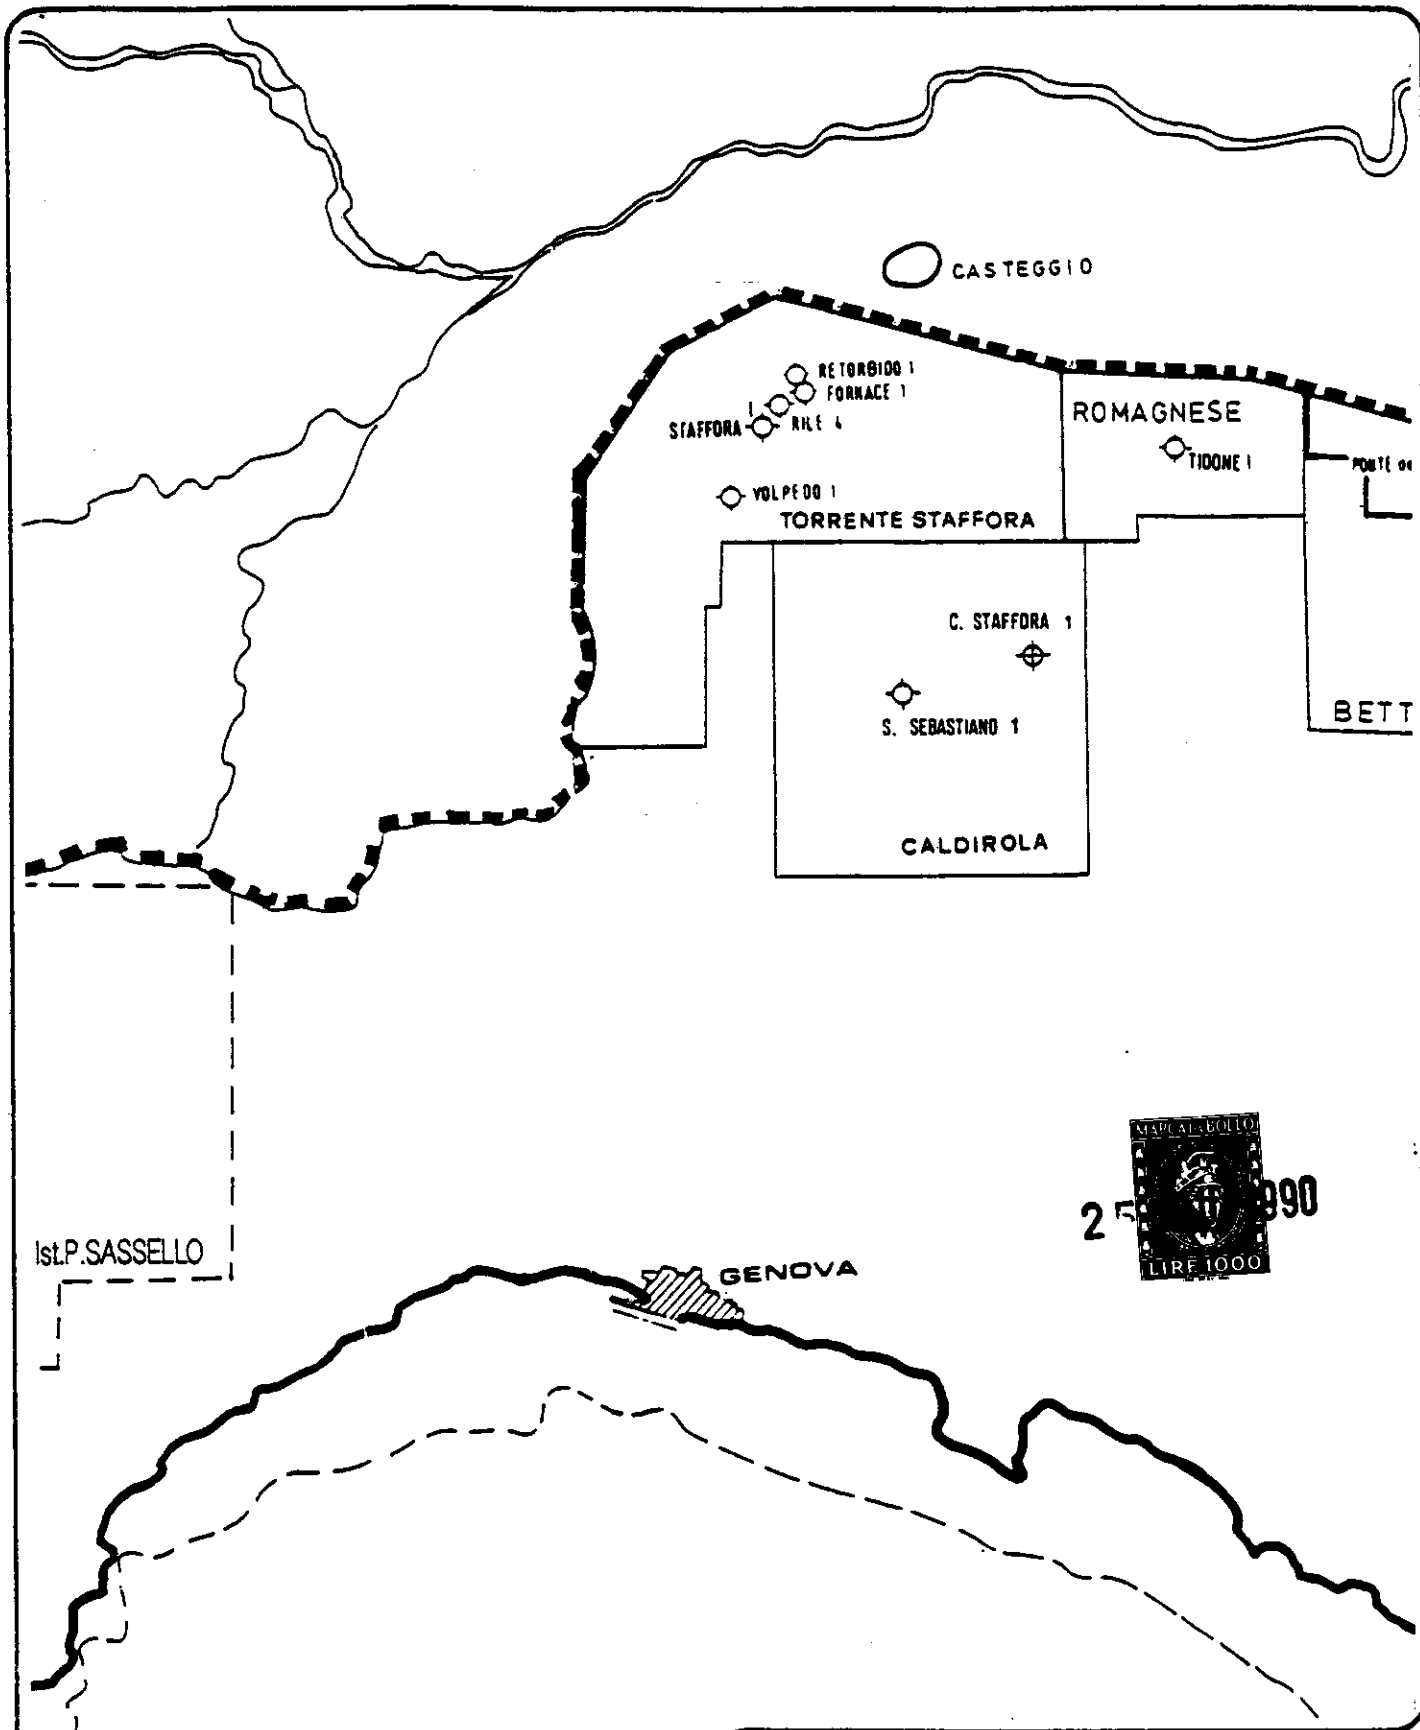 CASTEGGIO
RETORBIDO 1
FORNACE 1
1
STAFFORA
RILE 4
ROMAGNESE
TIDONE 1
PONTE
VOLPEDO 1
TORRENTE STAFFORA
C. STAFFORA 1
S. SEBASTIANO 1
BETT
CALDIROLA
MARCA DA BOLLO
2 990
LIRE 1000
Ist.P.SASSELLO
GENOVA